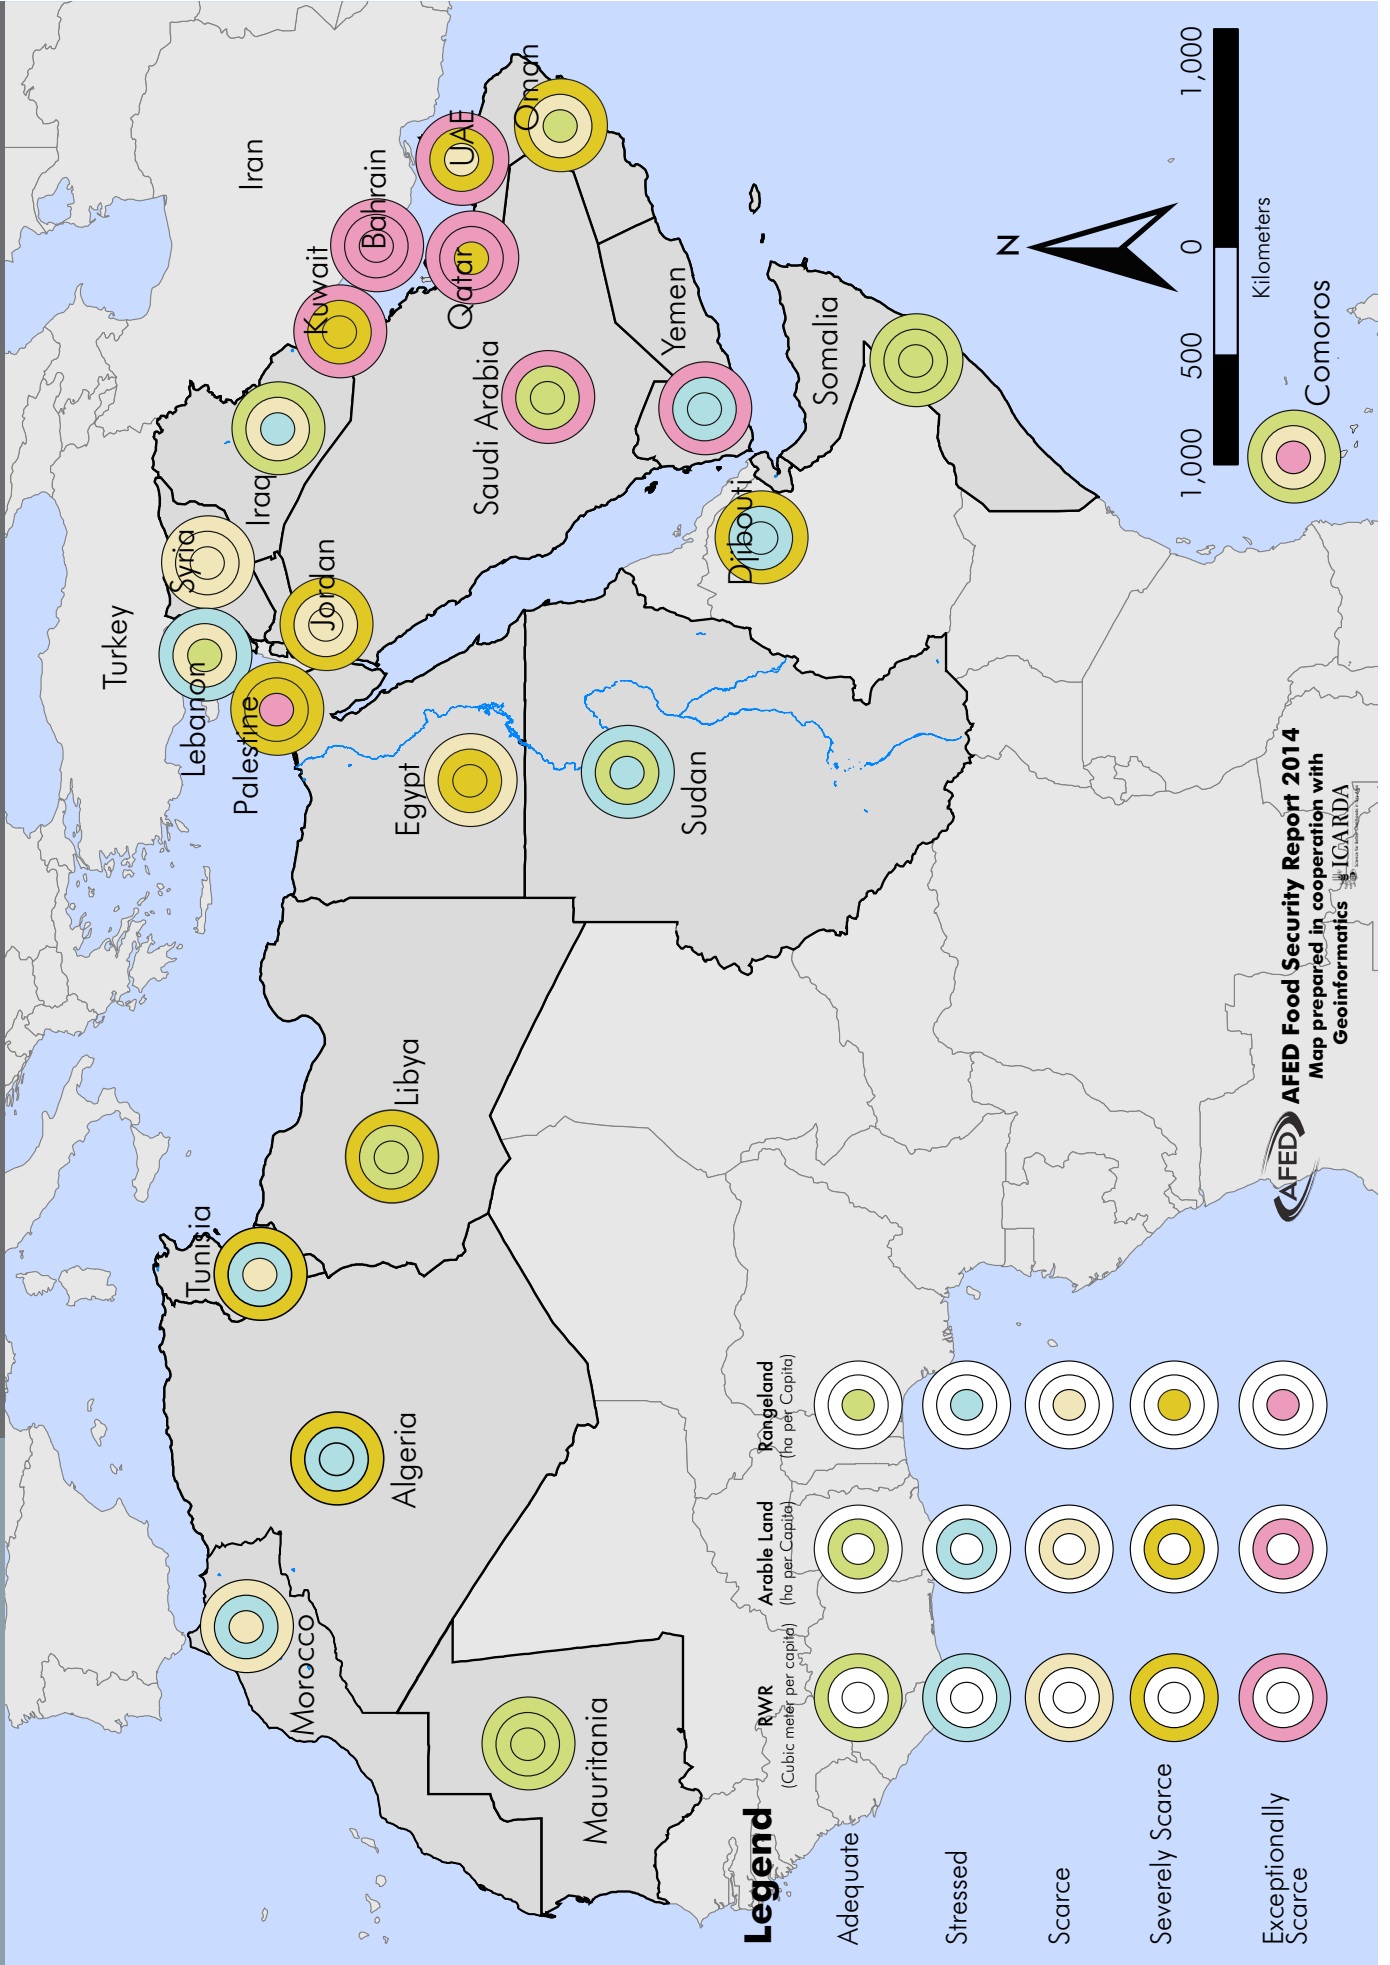 Turkey
Iran
Lebanon
Syria
Palestine
Jordan
Iraq
Kuwait
Bahrain
Qatar
UAE
Oman
Saudi Arabia
Yemen
Tunisia
Morocco
Algeria
Libya
Egypt
Mauritania
Sudan
Djibouti
Somalia
Comoros
N
1,000
500
0
1,000
Kilometers
Legend
RWR
(Cubic meter per capita)
Arable Land
(ha per Capita)
Rangeland
(ha per Capita)
Adequate
Stressed
Scarce
Severely Scarce
Exceptionally
Scarce
AFED
AFED Food Security Report 2014
Map prepared in cooperation with
Geoinformatics ICARDA